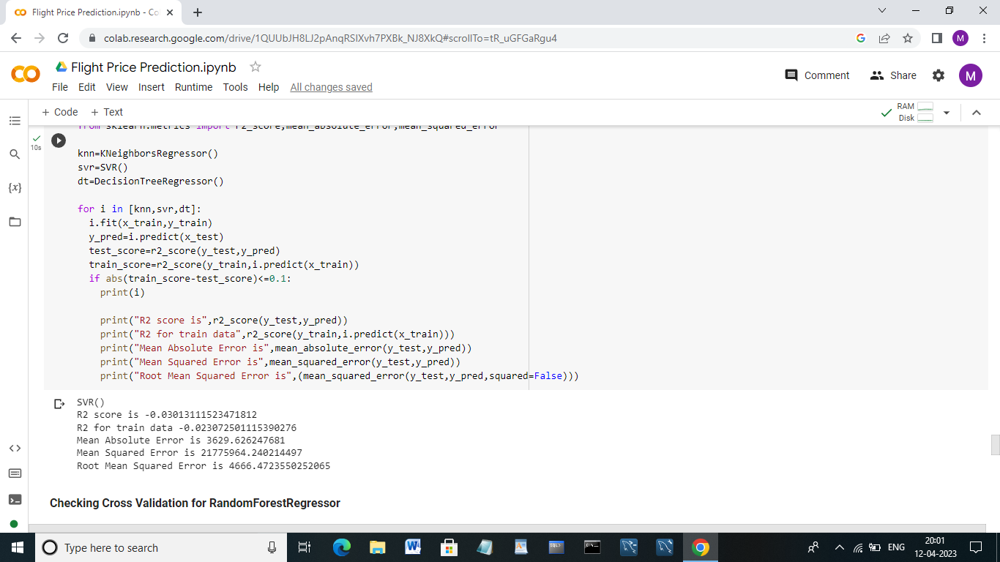 Flight Price Prediction.ipynb - Co
colab.research.google.com/drive/1QUUbJH8LJ2pAnqRSlXvh7PXBk_NJ8XkQ#scrollTo=tR_uGFGaRgu4
M
Flight Price Prediction.ipynb
Comment
Share
M
File Edit View Insert Runtime Tools Help All changes saved
+ Code + Text
RAM
Disk
from sklearn.metrics import r2_score,mean_absolute_error,mean_squared_error
10s
knn=KNeighborsRegressor()
svr=SVR()
dt=DecisionTreeRegressor()
{x}
for i in [knn,svr,dt]:
i.fit(x_train,y_train)
y_pred=i.predict(x_test)
test_score=r2_score(y_test,y_pred)
train_score=r2_score(y_train,i.predict(x_train))
if abs(train_score-test_score)<=0.1:
print(i)
print("R2 score is",r2_score(y_test,y_pred))
print("R2 for train data",r2_score(y_train,i.predict(x_train)))
print("Mean Absolute Error is",mean_absolute_error(y_test,y_pred))
print("Mean Squared Error is",mean_squared_error(y_test,y_pred))
print("Root Mean Squared Error is",(mean_squared_error(y_test,y_pred,squared=False)))
SVR()
R2 score is -0.03013111523471812
R2 for train data -0.023072501115390276
Mean Absolute Error is 3629.626247681
Mean Squared Error is 21775964.240214497
Root Mean Squared Error is 4666.4723550252065
Checking Cross Validation for RandomForestRegressor
Type here to search
ENG
20:01
12-04-2023